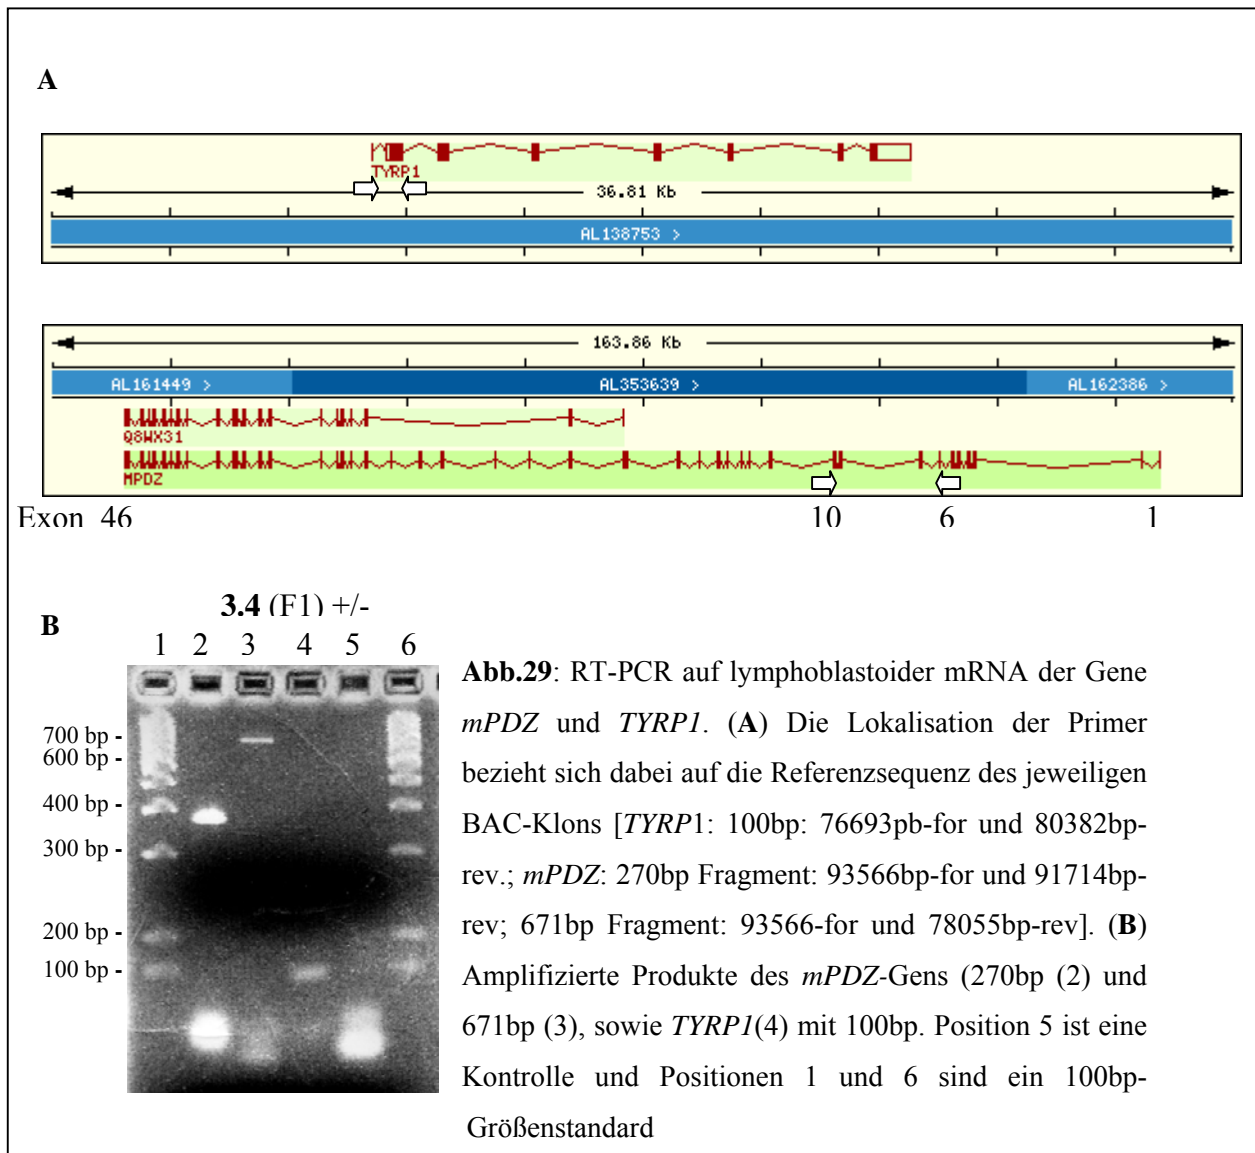 A
TYRP1
36.81 Kb
AL138753 >
163.86 Kb
AL161449 > AL353639 > AL162386 >
Q8WX31
MPDZ
Exon 46 10 6 1
B
3.4 (F1) +/-
1 2 3 4 5 6
700 bp -
600 bp -
400 bp -
300 bp -
200 bp -
100 bp -
Abb.29: RT-PCR auf lymphoblastoider mRNA der Gene
mPDZ und TYRP1. (A) Die Lokalisation der Primer
bezieht sich dabei auf die Referenzsequenz des jeweiligen
BAC-Klons [TYRP1: 100bp: 76693pb-for und 80382bp-
rev.; mPDZ: 270bp Fragment: 93566bp-for und 91714bp-
rev; 671bp Fragment: 93566-for und 78055bp-rev]. (B)
Amplifizierte Produkte des mPDZ-Gens (270bp (2) und
671bp (3), sowie TYRP1(4) mit 100bp. Position 5 ist eine
Kontrolle und Positionen 1 und 6 sind ein 100bp-
Größenstandard